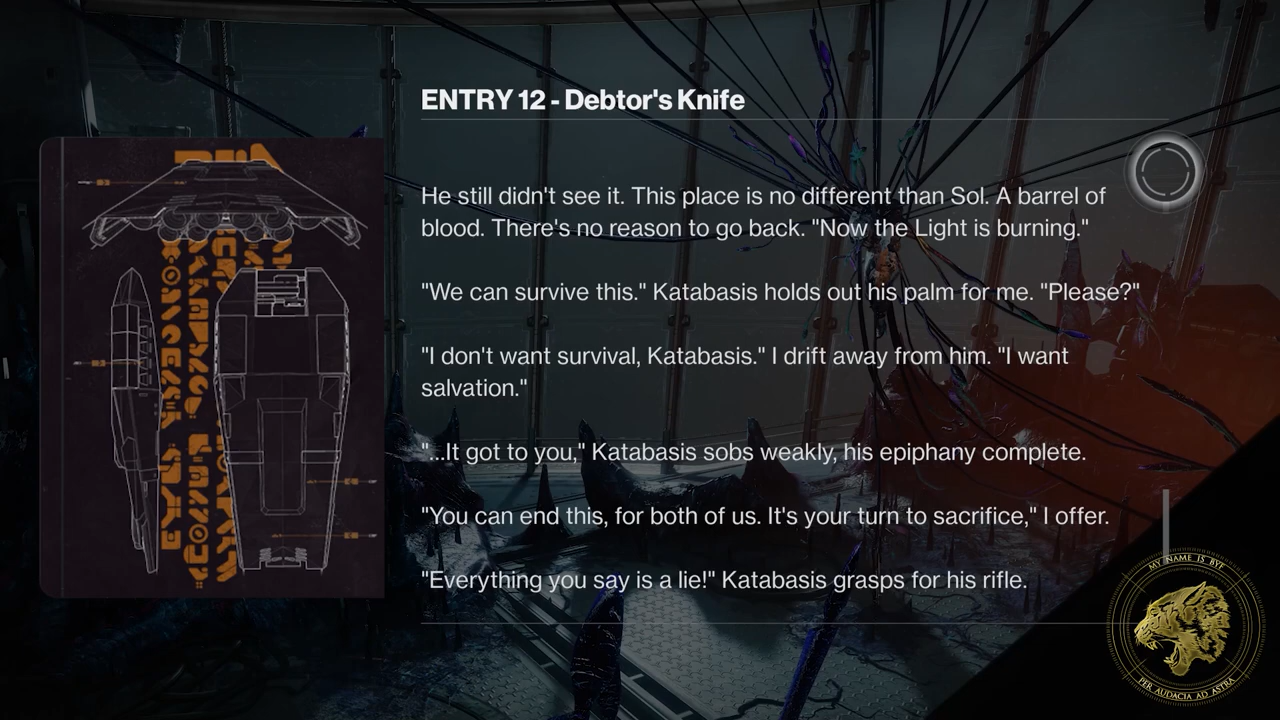 ENTRY 12 - Debtor's Knife
He still didn't see it. This place is no different than Sol. A barrel of
blood. There's no reason to go back. "Now the Light is burning."
"We can survive this." Katabasis holds out his palm for me. "Please?"
"I don't want survival, Katabasis." I drift away from him. "I want
salvation."
"...It got to you," Katabasis sobs weakly, his epiphany complete.
"You can end this, for both of us. It's your turn to sacrifice," I offer.
"Everything you say is a lie!" Katabasis grasps for his rifle.
MY NAME IS BYF
PER AUDACIA AD ASTRA